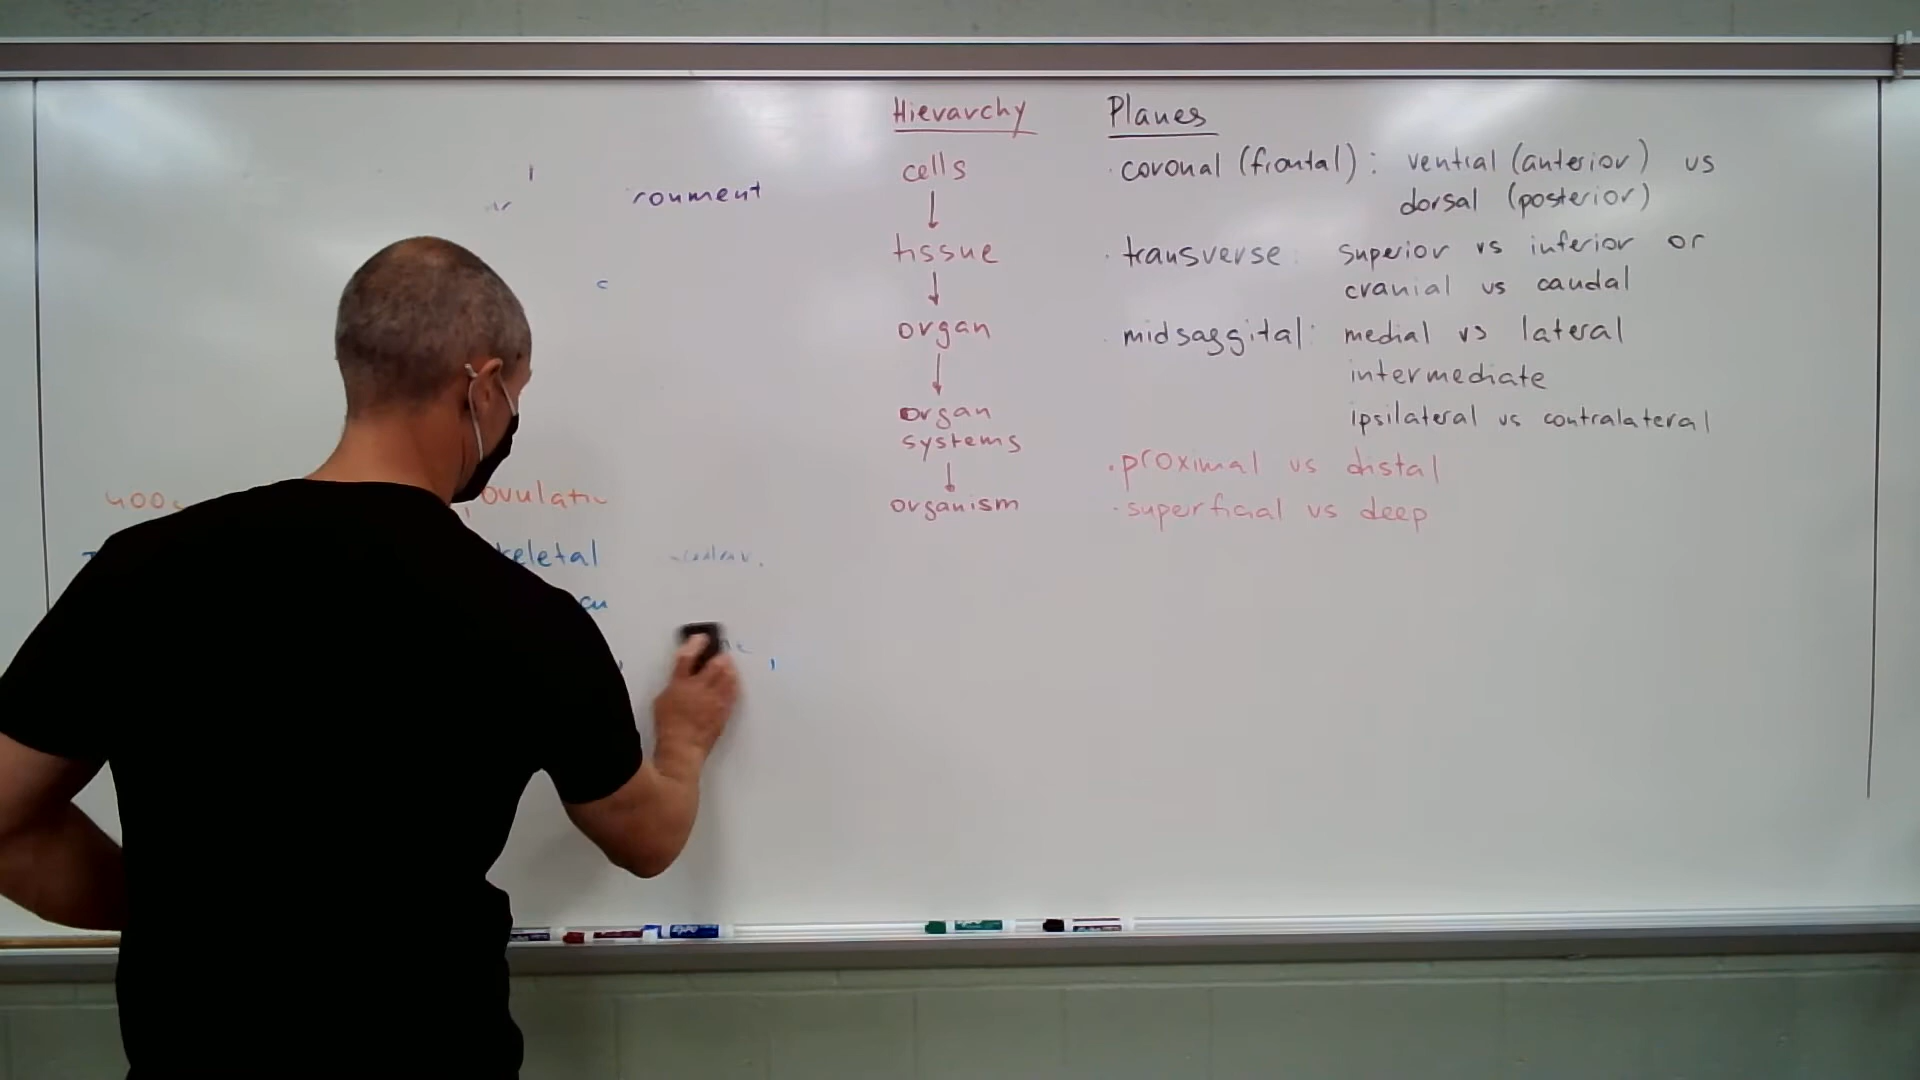 ronment
ovulati
keletal
Hierarchy
cells
tissue
organ
organ
systems
organism
Planes
· coronal (frontal) : ventral (anterior) vs
dorsal (posterior)
· transverse : superior vs inferior or
cranial vs caudal
· midsaggital : medial vs lateral
intermediate
ipsilateral vs contralateral
· proximal vs distal
· superficial vs deep